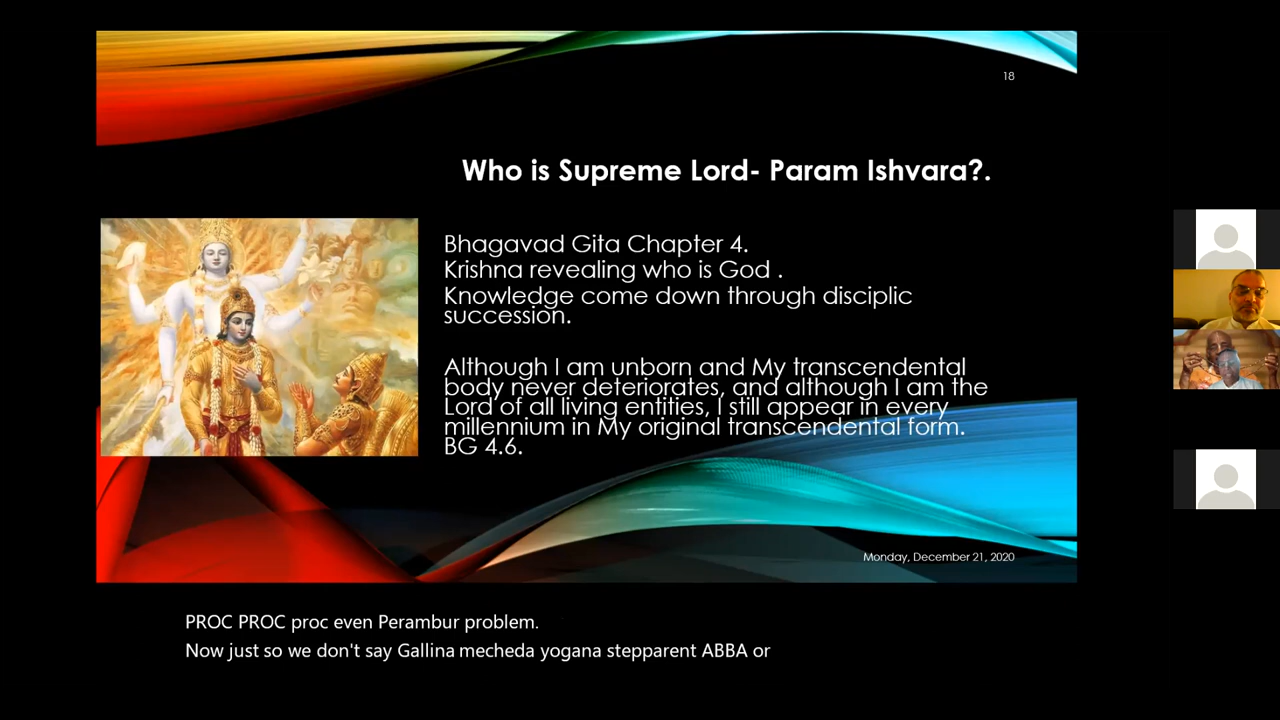 18
Who is Supreme Lord- Param Ishvara?.
Bhagavad Gita Chapter 4.
Krishna revealing who is God .
Knowledge come down through disciplic
succession.
Although I am unborn and My transcendental
body never deteriorates, and although I am the
Lord of all living entities, I still appear in every
millennium in My original transcendental form.
BG 4.6.
Monday, December 21, 2020
PROC PROC proc even Perambur problem.
Now just so we don't say Gallina mecheda yogana stepparent ABBA or